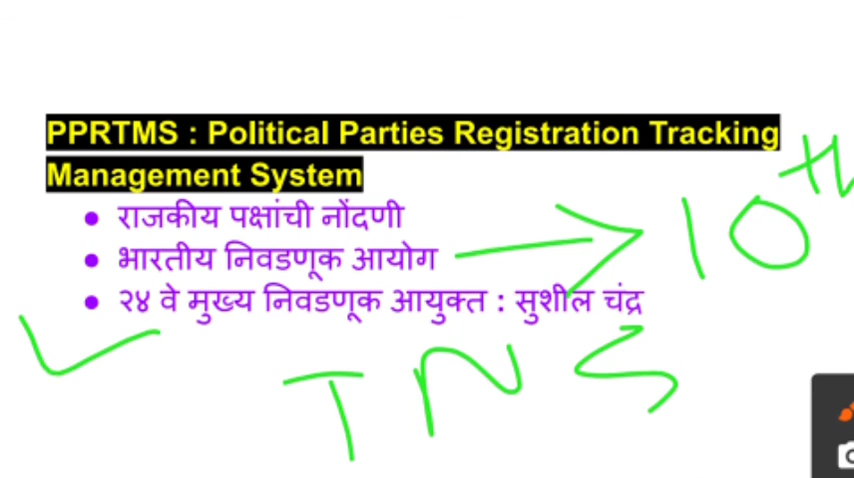 PPRTMS : Political Parties Registration Tracking
Management System
● राजकीय पक्षांची नोंदणी
● भारतीय निवडणूक आयोग → 10th
● २४ वे मुख्य निवडणूक आयुक्त : सुशील चंद्र
TNS